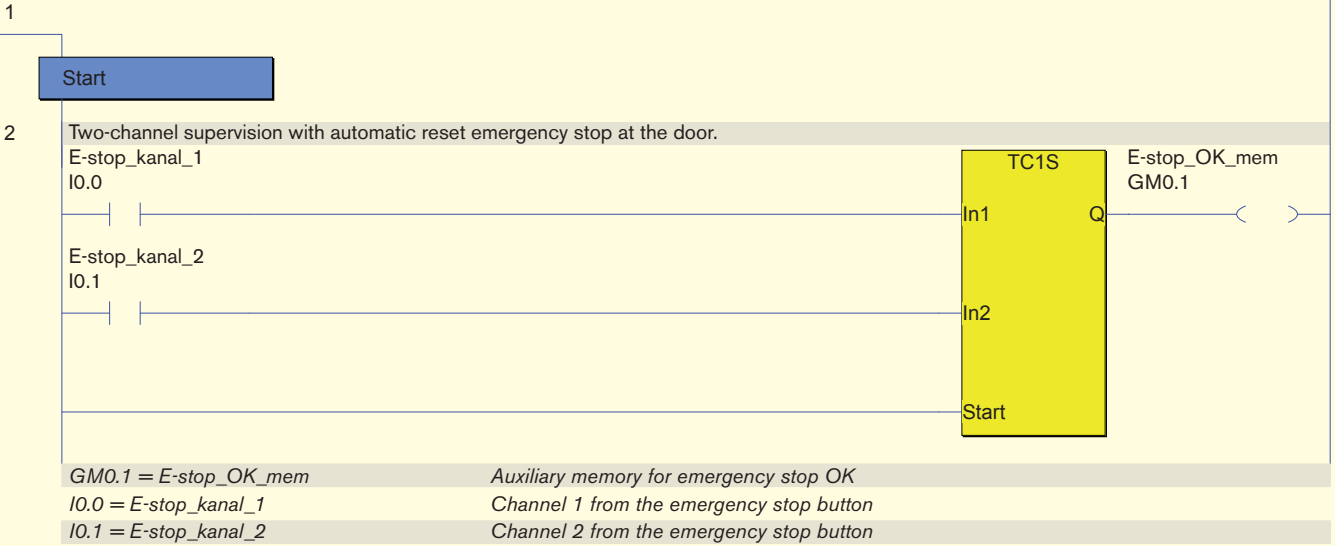 1
Start
2 Two-channel supervision with automatic reset emergency stop at the door.
E-stop_kanal_1
I0.0
TC1S
E-stop_OK_mem
GM0.1
In1 Q
E-stop_kanal_2
I0.1
In2
Start
GM0.1 = E-stop_OK_mem Auxiliary memory for emergency stop OK
I0.0 = E-stop_kanal_1 Channel 1 from the emergency stop button
I0.1 = E-stop_kanal_2 Channel 2 from the emergency stop button